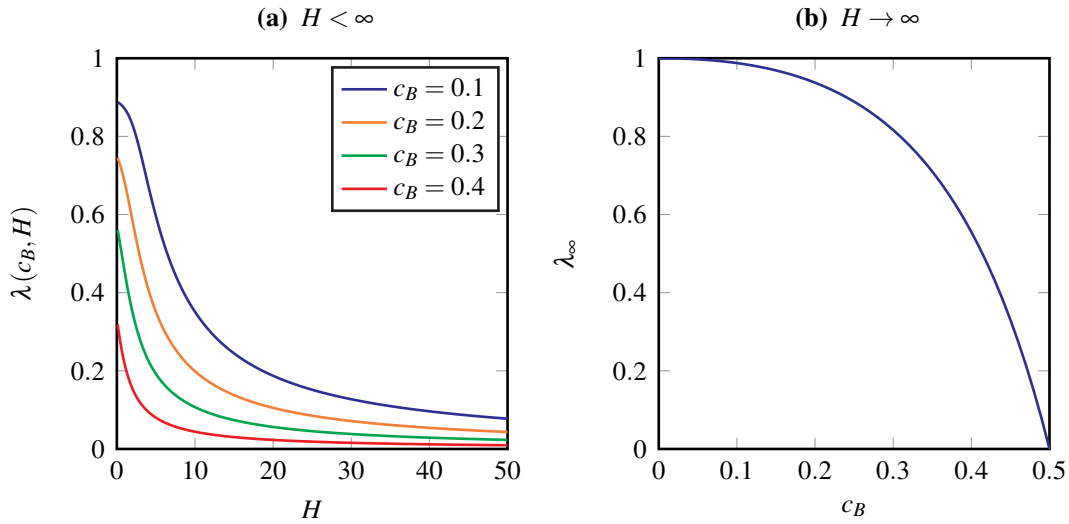 (a) H < ∞
λ(c_B, H)
1
0.8
0.6
0.4
0.2
0
c_B = 0.1
c_B = 0.2
c_B = 0.3
c_B = 0.4
0 10 20 30 40 50
H
(b) H → ∞
λ_∞
1
0.8
0.6
0.4
0.2
0
0 0.1 0.2 0.3 0.4 0.5
c_B